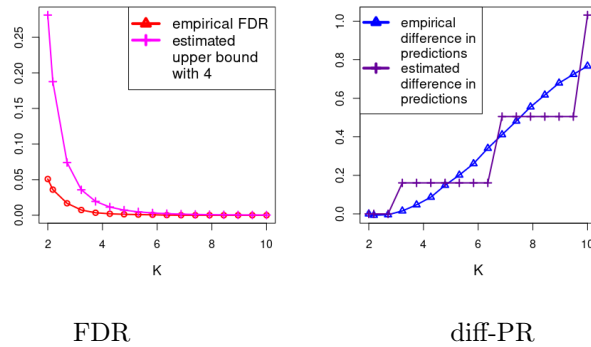 empirical FDR
estimated
upper bound
with 4
0.00 0.05 0.10 0.15 0.20 0.25
2 4 6 8 10
K
FDR
empirical
difference in
predictions
estimated
difference in
predictions
0.0 0.2 0.4 0.6 0.8 1.0
2 4 6 8 10
K
diff-PR